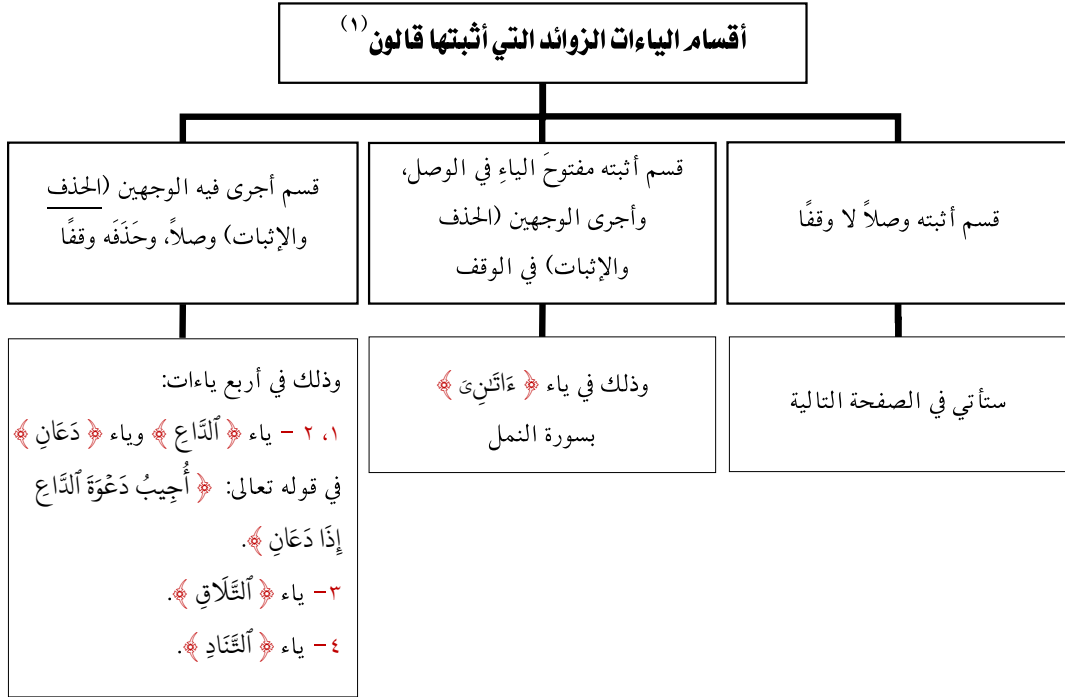 أقسام الياءات الزوائد التي أثبتها قالون (١)
قسم أثبته وصلاً لا وقفًا
ستأتي في الصفحة التالية
قسم أثبته مفتوحَ الياءِ في الوصل،
وأجرى الوجهين (الحذف
والإثبات) في الوقف
وذلك في ياء ﴿ ءَاتَىٰنِۦَ ﴾
بسورة النمل
قسم أجرى فيه الوجهين (الحذف
والإثبات) وصلاً، وحَذَفَه وقفًا
وذلك في أربع ياءات:
١، ٢ – ياء ﴿ ٱلدَّاعِ ﴾ وياء ﴿ دَعَانِ ﴾
في قوله تعالى: ﴿ أُجِيبُ دَعْوَةَ ٱلدَّاعِ
إِذَا دَعَانِ ﴾.
٣– ياء ﴿ ٱلتَّلَاقِ ﴾.
٤– ياء ﴿ ٱلتَّنَادِ ﴾.